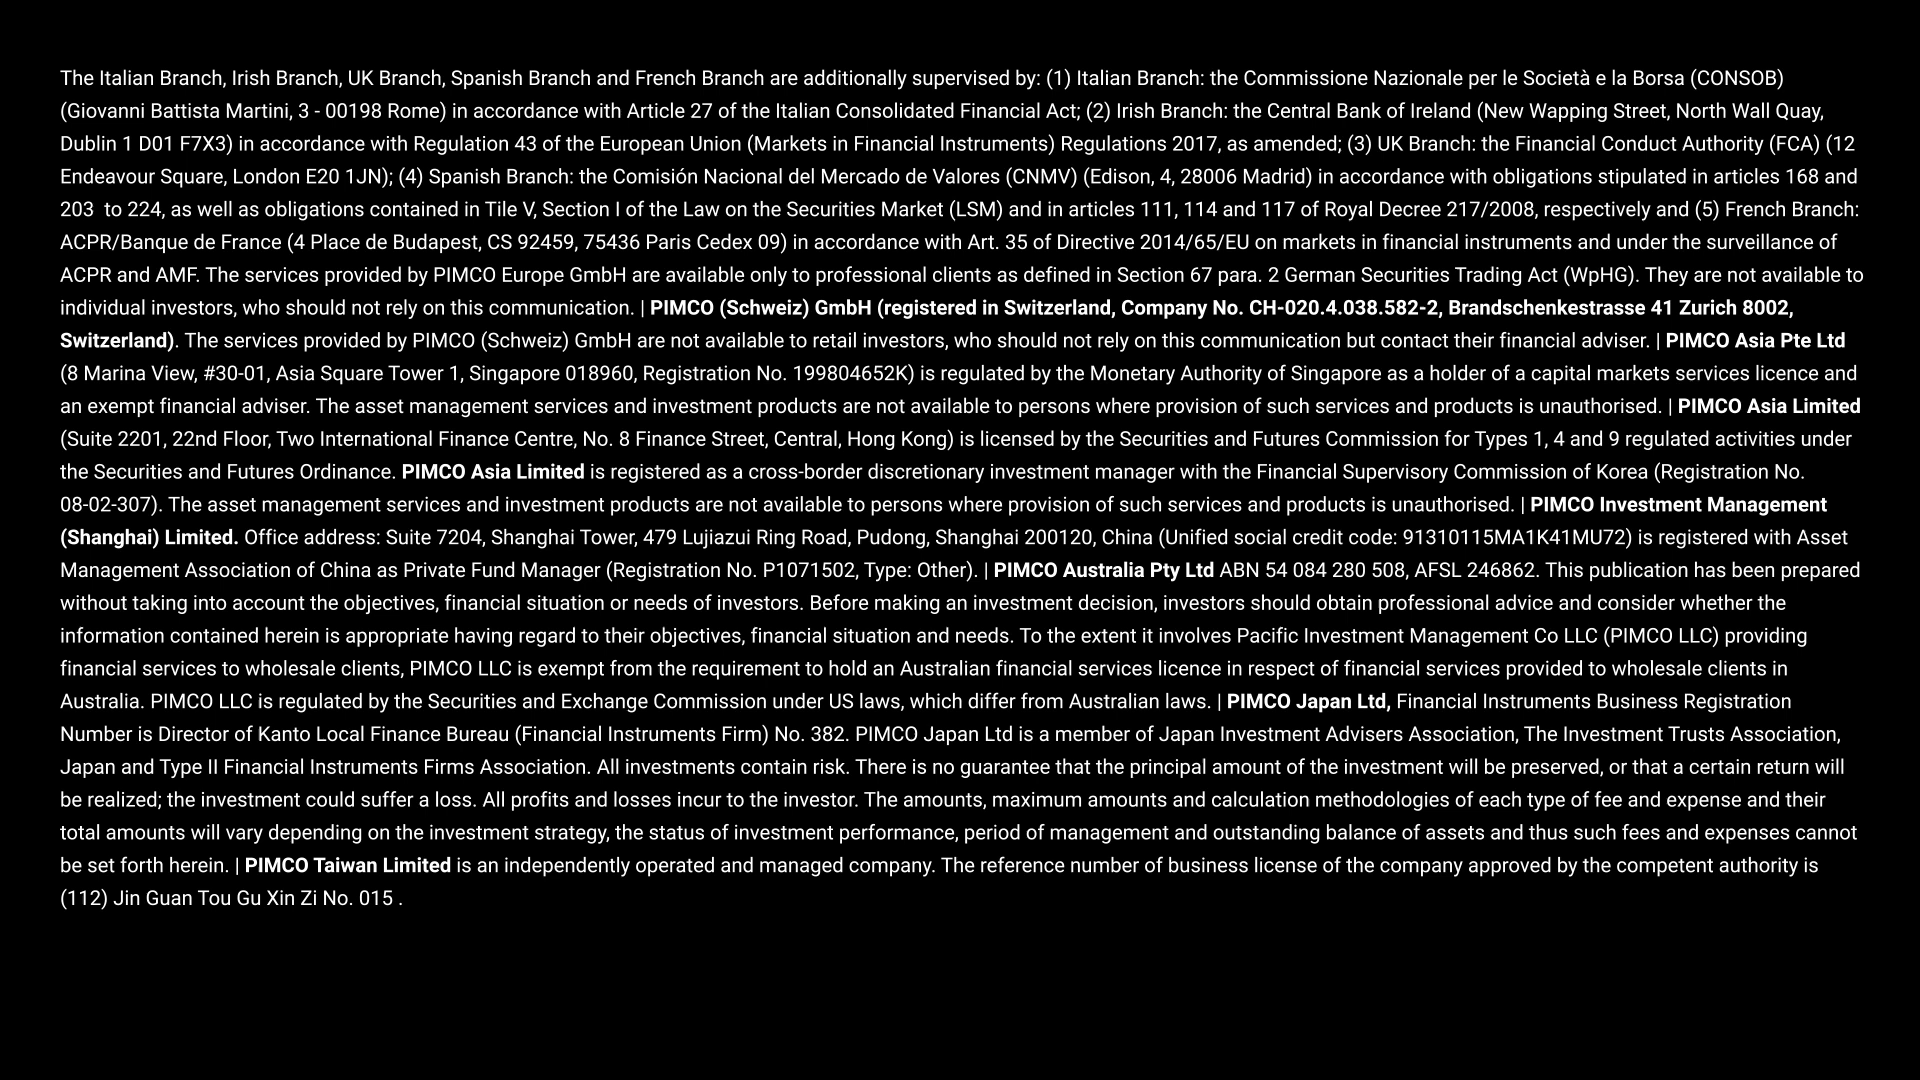 The Italian Branch, Irish Branch, UK Branch, Spanish Branch and French Branch are additionally supervised by: (1) Italian Branch: the Commissione Nazionale per le Società e la Borsa (CONSOB)
(Giovanni Battista Martini, 3 - 00198 Rome) in accordance with Article 27 of the Italian Consolidated Financial Act; (2) Irish Branch: the Central Bank of Ireland (New Wapping Street, North Wall Quay,
Dublin 1 D01 F7X3) in accordance with Regulation 43 of the European Union (Markets in Financial Instruments) Regulations 2017, as amended; (3) UK Branch: the Financial Conduct Authority (FCA) (12
Endeavour Square, London E20 1JN); (4) Spanish Branch: the Comisión Nacional del Mercado de Valores (CNMV) (Edison, 4, 28006 Madrid) in accordance with obligations stipulated in articles 168 and
203  to 224, as well as obligations contained in Tile V, Section I of the Law on the Securities Market (LSM) and in articles 111, 114 and 117 of Royal Decree 217/2008, respectively and (5) French Branch:
ACPR/Banque de France (4 Place de Budapest, CS 92459, 75436 Paris Cedex 09) in accordance with Art. 35 of Directive 2014/65/EU on markets in financial instruments and under the surveillance of
ACPR and AMF. The services provided by PIMCO Europe GmbH are available only to professional clients as defined in Section 67 para. 2 German Securities Trading Act (WpHG). They are not available to
individual investors, who should not rely on this communication. | PIMCO (Schweiz) GmbH (registered in Switzerland, Company No. CH-020.4.038.582-2, Brandschenkestrasse 41 Zurich 8002,
Switzerland). The services provided by PIMCO (Schweiz) GmbH are not available to retail investors, who should not rely on this communication but contact their financial adviser. | PIMCO Asia Pte Ltd
(8 Marina View, #30-01, Asia Square Tower 1, Singapore 018960, Registration No. 199804652K) is regulated by the Monetary Authority of Singapore as a holder of a capital markets services licence and
an exempt financial adviser. The asset management services and investment products are not available to persons where provision of such services and products is unauthorised. | PIMCO Asia Limited
(Suite 2201, 22nd Floor, Two International Finance Centre, No. 8 Finance Street, Central, Hong Kong) is licensed by the Securities and Futures Commission for Types 1, 4 and 9 regulated activities under
the Securities and Futures Ordinance. PIMCO Asia Limited is registered as a cross-border discretionary investment manager with the Financial Supervisory Commission of Korea (Registration No.
08-02-307). The asset management services and investment products are not available to persons where provision of such services and products is unauthorised. | PIMCO Investment Management
(Shanghai) Limited. Office address: Suite 7204, Shanghai Tower, 479 Lujiazui Ring Road, Pudong, Shanghai 200120, China (Unified social credit code: 91310115MA1K41MU72) is registered with Asset
Management Association of China as Private Fund Manager (Registration No. P1071502, Type: Other). | PIMCO Australia Pty Ltd ABN 54 084 280 508, AFSL 246862. This publication has been prepared
without taking into account the objectives, financial situation or needs of investors. Before making an investment decision, investors should obtain professional advice and consider whether the
information contained herein is appropriate having regard to their objectives, financial situation and needs. To the extent it involves Pacific Investment Management Co LLC (PIMCO LLC) providing
financial services to wholesale clients, PIMCO LLC is exempt from the requirement to hold an Australian financial services licence in respect of financial services provided to wholesale clients in
Australia. PIMCO LLC is regulated by the Securities and Exchange Commission under US laws, which differ from Australian laws. | PIMCO Japan Ltd, Financial Instruments Business Registration
Number is Director of Kanto Local Finance Bureau (Financial Instruments Firm) No. 382. PIMCO Japan Ltd is a member of Japan Investment Advisers Association, The Investment Trusts Association,
Japan and Type II Financial Instruments Firms Association. All investments contain risk. There is no guarantee that the principal amount of the investment will be preserved, or that a certain return will
be realized; the investment could suffer a loss. All profits and losses incur to the investor. The amounts, maximum amounts and calculation methodologies of each type of fee and expense and their
total amounts will vary depending on the investment strategy, the status of investment performance, period of management and outstanding balance of assets and thus such fees and expenses cannot
be set forth herein. | PIMCO Taiwan Limited is an independently operated and managed company. The reference number of business license of the company approved by the competent authority is
(112) Jin Guan Tou Gu Xin Zi No. 015 .